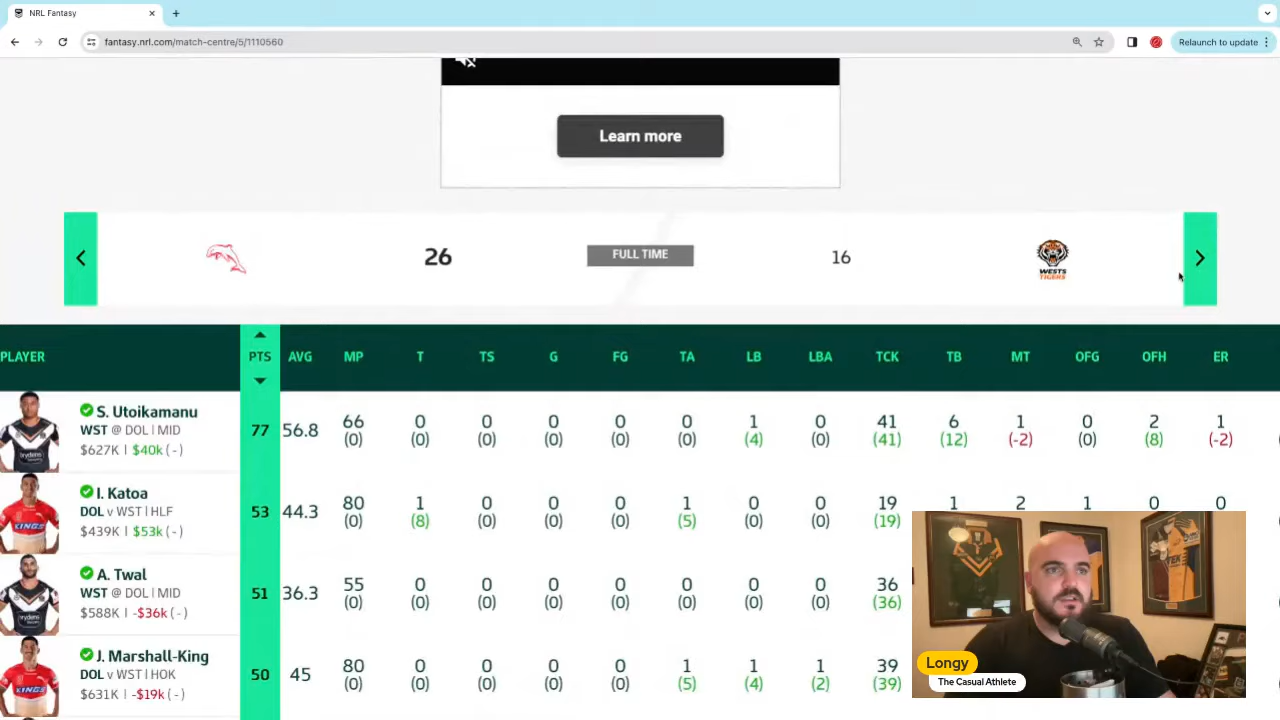 NRL Fantasy
fantasy.nrl.com/match-centre/5/1110560
Relaunch to update
Learn more
26
FULL TIME
16
WESTS
TIGERS
PLAYER
PTS AVG MP T TS G FG TA LB LBA TCK TB MT OFG OFH ER
S. Utoikamanu
WST @ DOL | MID
$627K | $40k ( - )
77 56.8 66 0 0 0 0 0 1 0 41 6 1 0 2 1
(0) (0) (0) (0) (0) (0) (4) (0) (41) (12) (-2) (0) (8) (-2)
I. Katoa
DOL v WST | HLF
$439K | $53k ( - )
53 44.3 80 1 0 0 0 1 0 0 19 1 2 1 0 0
(0) (8) (0) (0) (0) (5) (0) (0) (19)
A. Twal
WST @ DOL | MID
$588K | -$36k ( - )
51 36.3 55 0 0 0 0 0 0 0 36
(0) (0) (0) (0) (0) (0) (0) (0) (36)
J. Marshall-King
DOL v WST | HOK
$631K | -$19k ( - )
50 45 80 0 0 0 0 1 1 1 39
(0) (0) (0) (0) (0) (5) (4) (2) (39)
Longy
The Casual Athlete